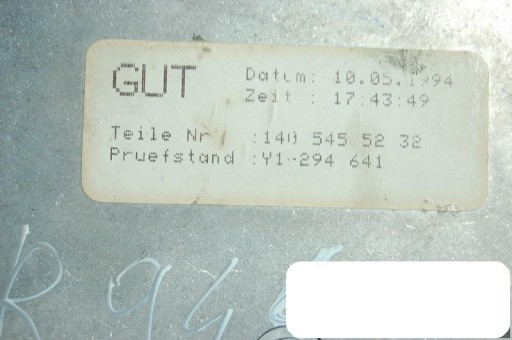 GUT
Datum: 10.05.1994
Zeit : 17:43:49
Teile Nr :140 545 52 32
Pruefstand :Y1-294 641
R 94